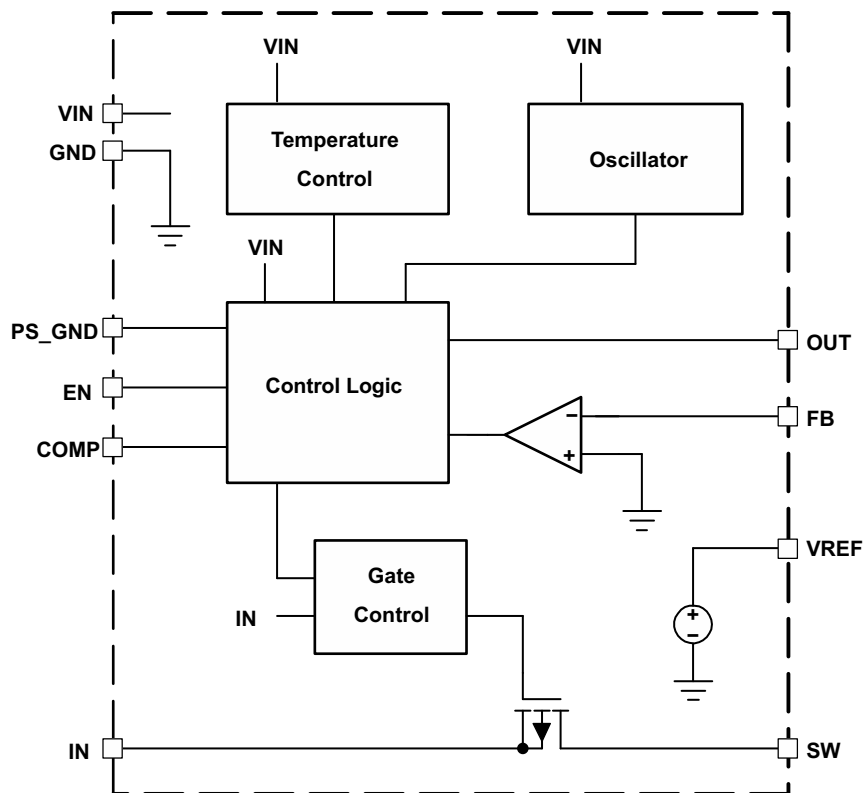 VIN
VIN
VIN
GND
Temperature
Control
Oscillator
VIN
PS_GND
EN
COMP
Control Logic
OUT
FB
−
+
VREF
Gate
Control
IN
+
−
IN
SW